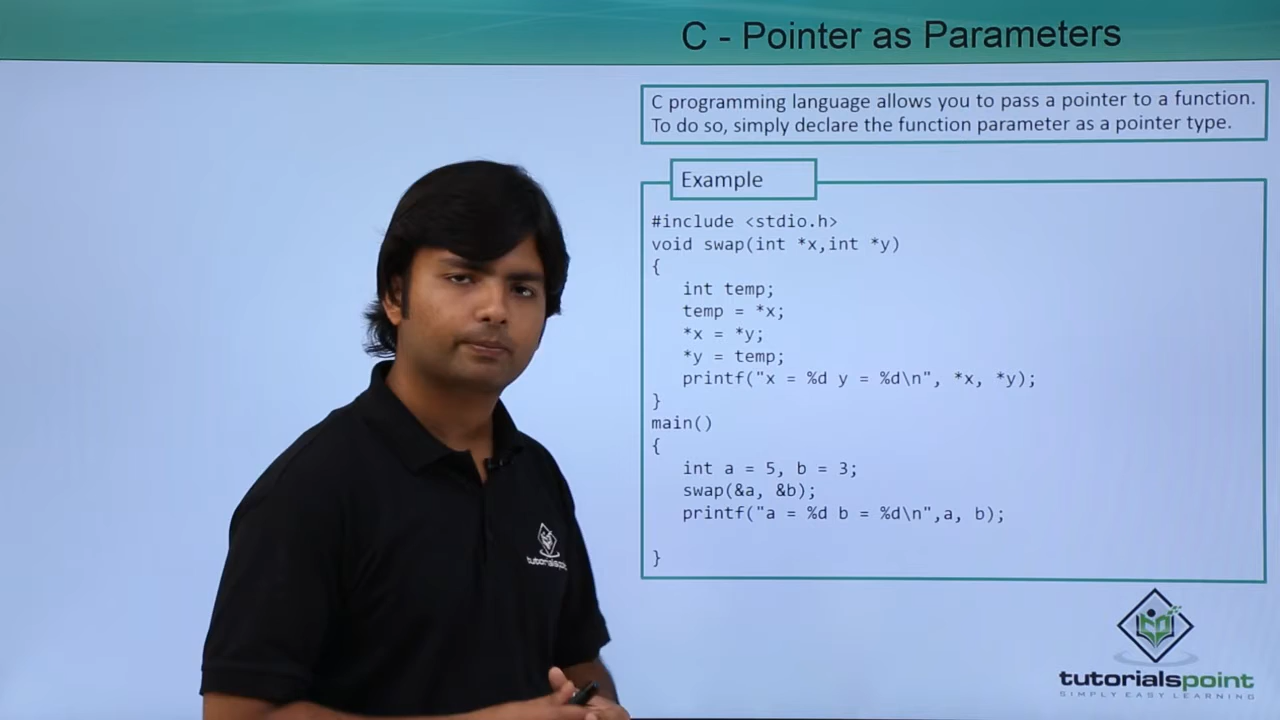 C - Pointer as Parameters
C programming language allows you to pass a pointer to a function.
To do so, simply declare the function parameter as a pointer type.
Example
#include <stdio.h>
void swap(int *x,int *y)
{
   int temp;
   temp = *x;
   *x = *y;
   *y = temp;
   printf("x = %d y = %d\n", *x, *y);
}
main()
{
   int a = 5, b = 3;
   swap(&a, &b);
   printf("a = %d b = %d\n",a, b);
}
tutorialspoint
tutorialspoint
SIMPLY EASY LEARNING